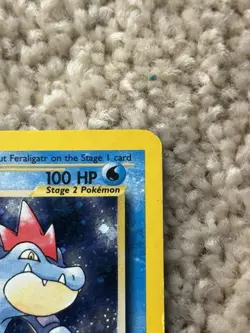 ut Feraligatr on the Stage 1 card
100 HP
Stage 2 Pokémon